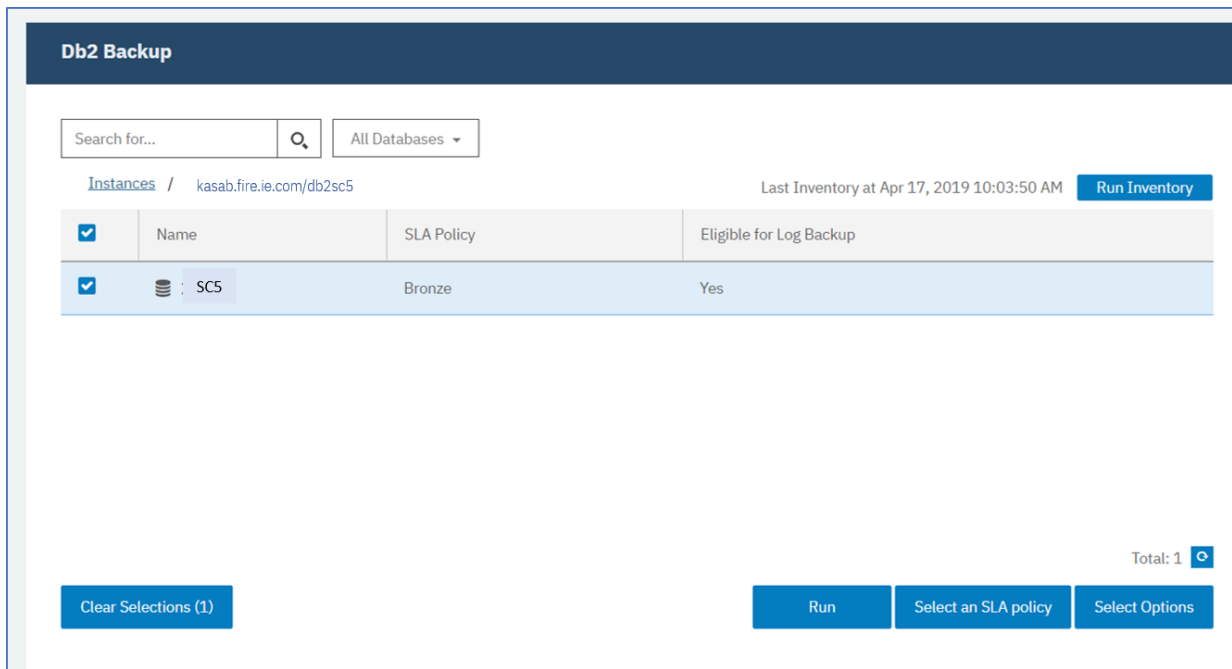 Db2 Backup
Search for...
All Databases
Instances / kasab.fire.ie.com/db2sc5
Last Inventory at Apr 17, 2019 10:03:50 AM Run Inventory
Name SLA Policy Eligible for Log Backup
: SC5 Bronze Yes
Total: 1
Clear Selections (1) Run Select an SLA policy Select Options